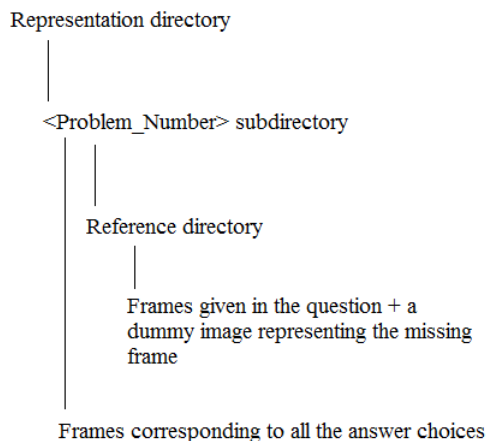 Representation directory
<Problem_Number> subdirectory
Reference directory
Frames given in the question + a
dummy image representing the missing
frame
Frames corresponding to all the answer choices